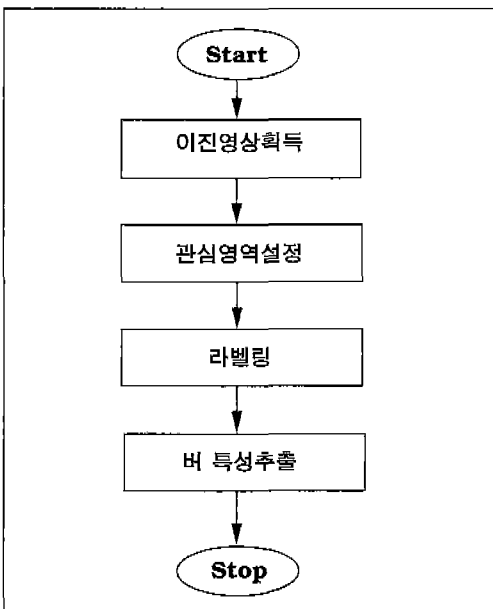 Start
이진영상획득
관심영역설정
라벨링
버 특성추출
Stop